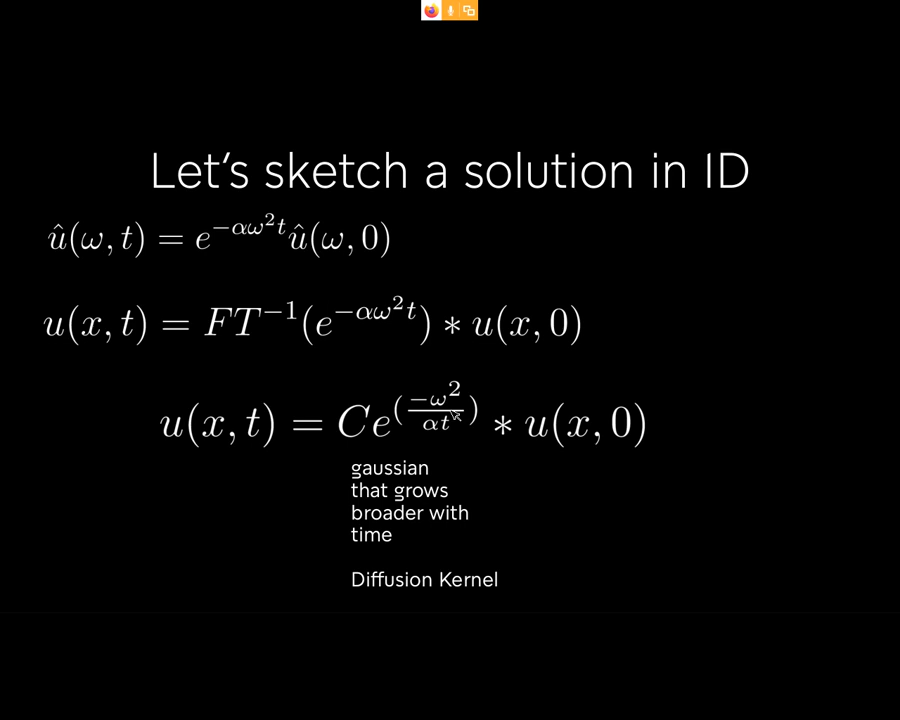 Let's sketch a solution in 1D
û(ω, t) = e^{−αω²t}û(ω, 0)
u(x, t) = FT⁻¹(e^{−αω²t}) ∗ u(x, 0)
u(x, t) = Ce^{(\frac{−ω²}{αt})} ∗ u(x, 0)
gaussian
that grows
broader with
time
Diffusion Kernel